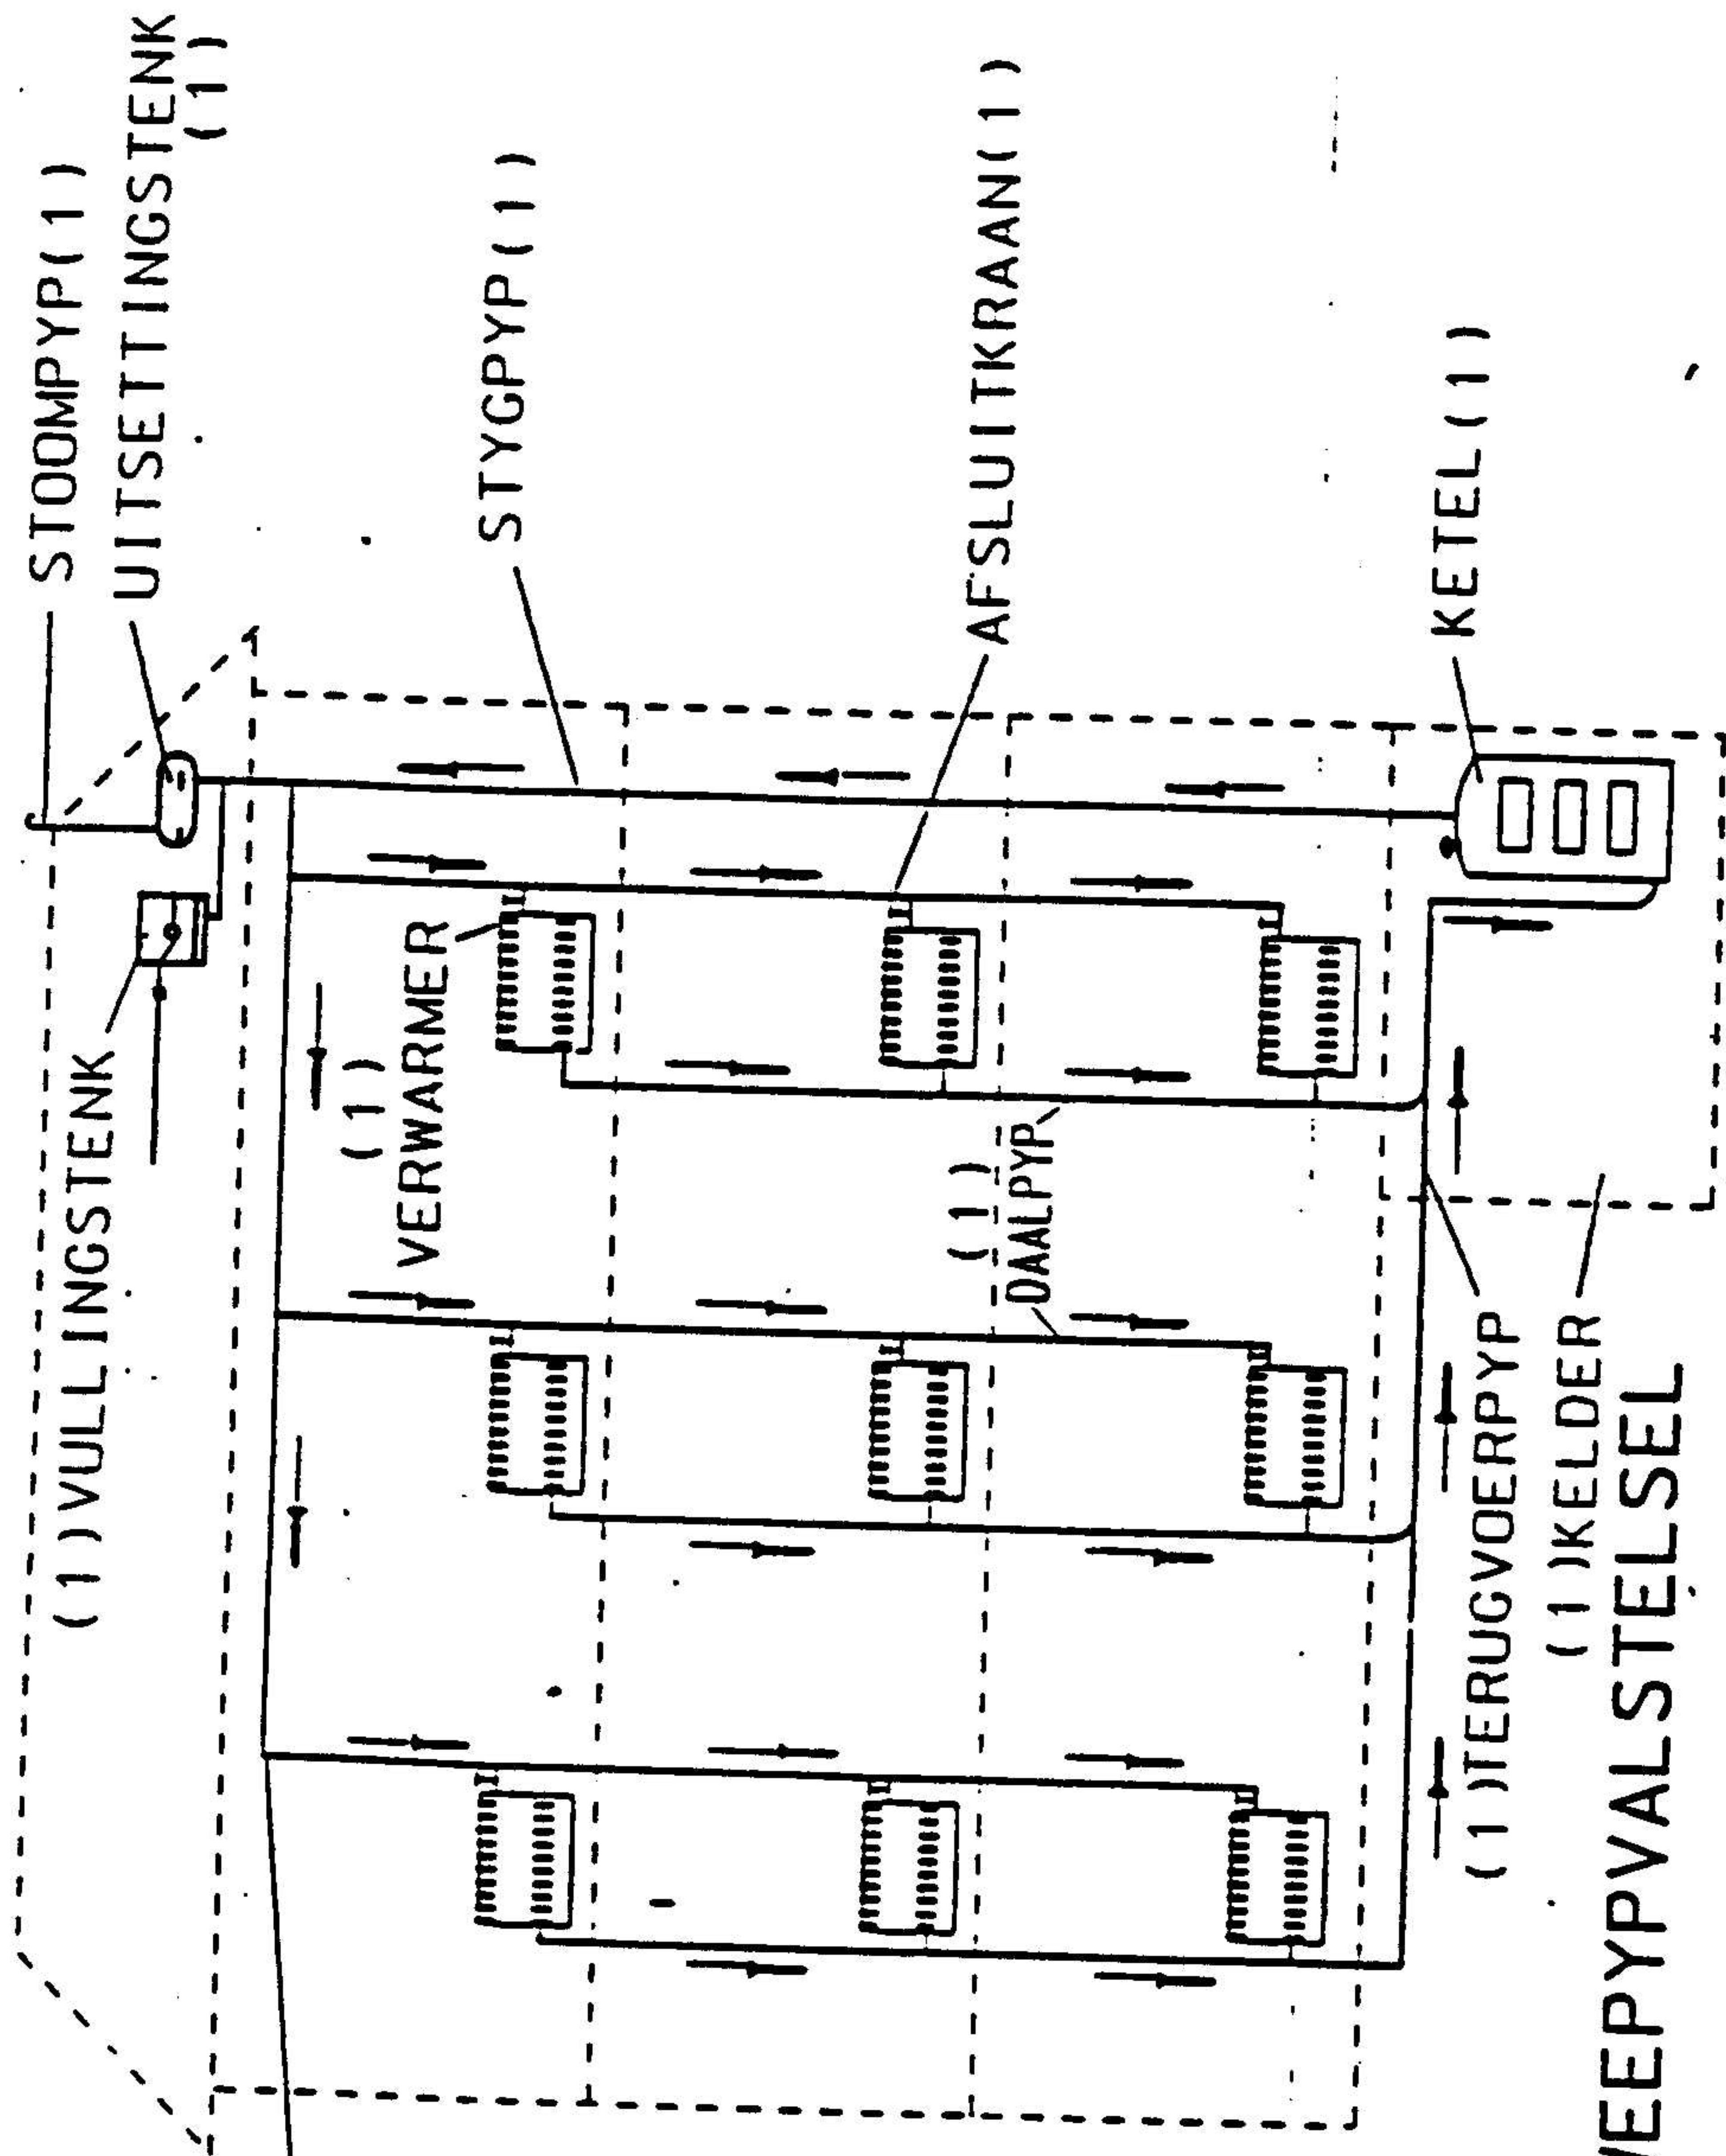 STOOMPYP(1)
UITSETTINGSTENK
(1)
(1)VULLINGSTENK
STYGPYP(1)
(1)
VERWARMER
AFSLUITKRAAN(1)
(1)
DAALPYP
KETEL(1)
(1)TERUGVOERPYP
(1)KELDER
EEPYPVALSTELSEL